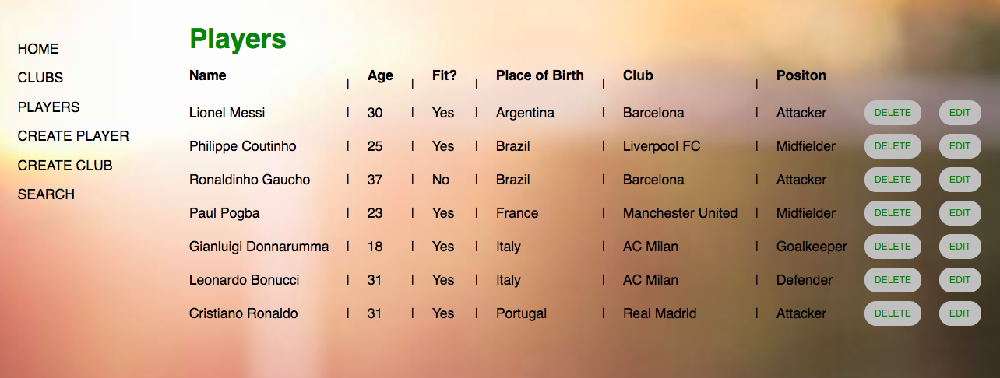 HOME
CLUBS
PLAYERS
CREATE PLAYER
CREATE CLUB
SEARCH
Players
Name | Age | Fit? | Place of Birth | Club | Positon
Lionel Messi | 30 | Yes | Argentina | Barcelona | Attacker DELETE EDIT
Philippe Coutinho | 25 | Yes | Brazil | Liverpool FC | Midfielder DELETE EDIT
Ronaldinho Gaucho | 37 | No | Brazil | Barcelona | Attacker DELETE EDIT
Paul Pogba | 23 | Yes | France | Manchester United | Midfielder DELETE EDIT
Gianluigi Donnarumma | 18 | Yes | Italy | AC Milan | Goalkeeper DELETE EDIT
Leonardo Bonucci | 31 | Yes | Italy | AC Milan | Defender DELETE EDIT
Cristiano Ronaldo | 31 | Yes | Portugal | Real Madrid | Attacker DELETE EDIT